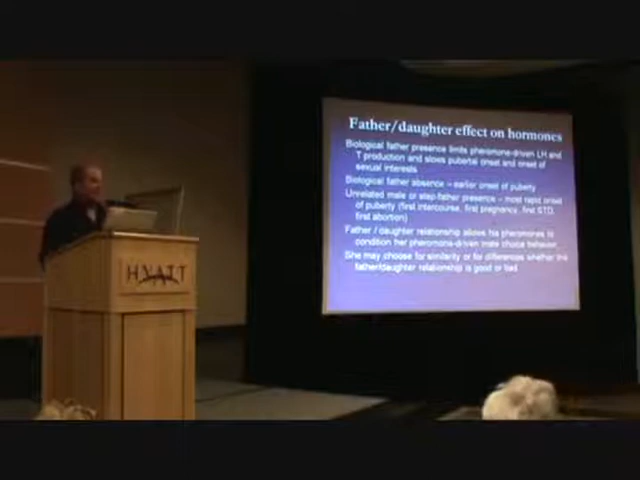 Father/daughter effect on hormones
Biological father presence limits pheromone-driven LH and
T production and slows pubertal onset and onset of
sexual interests
Biological father absence – earlier onset of puberty
Unrelated male or step-father presence – most rapid onset
of puberty (first intercourse, first pregnancy, first STD,
first abortion)
Father / daughter relationship allows his pheromones to
condition her pheromone-driven mate choice behavior
She may choose for similarity or for differences whether the
father/daughter relationship is good or bad
HYATT